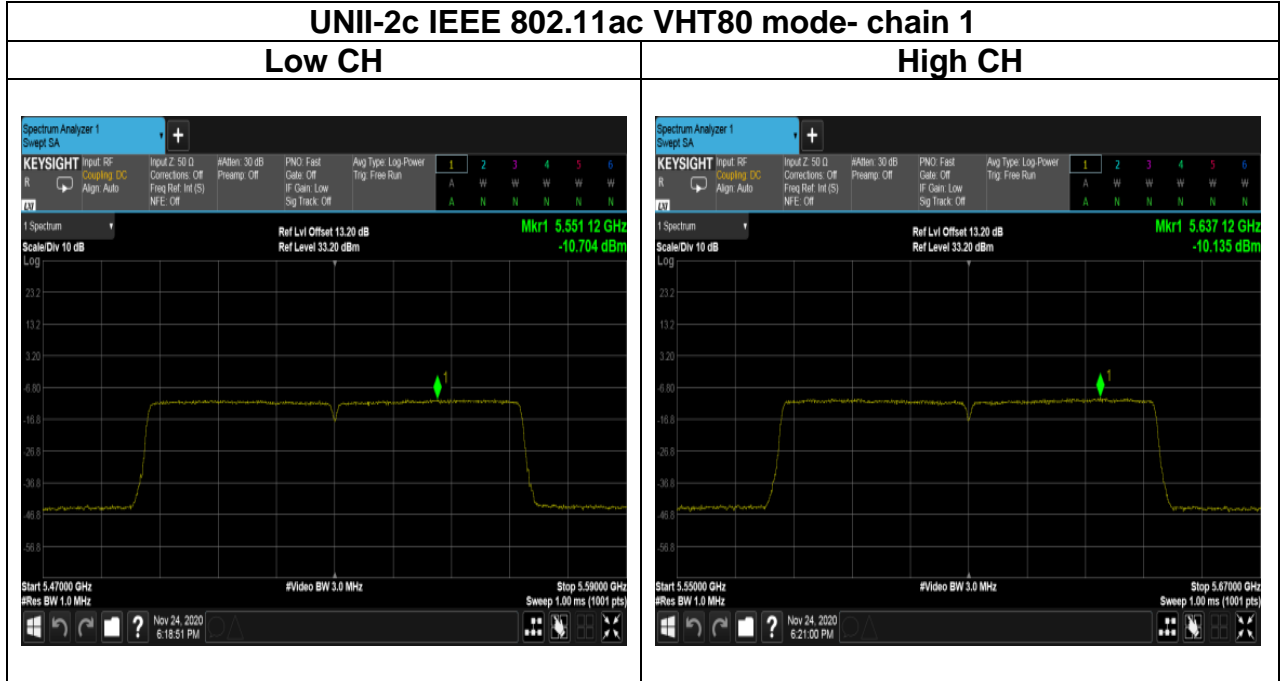 UNII-2c IEEE 802.11ac VHT80 mode- chain 1
Low CH
High CH
Spectrum Analyzer 1
Swept SA
+
KEYSIGHT Input: RF Input Z: 50 Ω #Atten: 30 dB PNO: Fast Avg Type: Log-Power 1 2 3 4 5 6
R Coupling: DC Corrections: Off Preamp: Off Gate: Off Trig: Free Run A W W W W W
Align: Auto Freq Ref: Int (S) IF Gain: Low
LXI NFE: Off Sig Track: Off A N N N N N
1 Spectrum Ref Lvl Offset 13.20 dB Mkr1 5.551 12 GHz
Scale/Div 10 dB Ref Level 33.20 dBm -10.704 dBm
Log
23.2
13.2
3.20
1
-6.80
-16.8
-26.8
-36.8
-46.8
-56.8
Start 5.47000 GHz #Video BW 3.0 MHz Stop 5.59000 GHz
#Res BW 1.0 MHz Sweep 1.00 ms (1001 pts)
? Nov 24, 2020
6:18:51 PM
Spectrum Analyzer 1
Swept SA
+
KEYSIGHT Input: RF Input Z: 50 Ω #Atten: 30 dB PNO: Fast Avg Type: Log-Power 1 2 3 4 5 6
R Coupling: DC Corrections: Off Preamp: Off Gate: Off Trig: Free Run A W W W W W
Align: Auto Freq Ref: Int (S) IF Gain: Low
LXI NFE: Off Sig Track: Off A N N N N N
1 Spectrum Ref Lvl Offset 13.20 dB Mkr1 5.637 12 GHz
Scale/Div 10 dB Ref Level 33.20 dBm -10.135 dBm
Log
23.2
13.2
3.20
1
-6.80
-16.8
-26.8
-36.8
-46.8
-56.8
Start 5.55000 GHz #Video BW 3.0 MHz Stop 5.67000 GHz
#Res BW 1.0 MHz Sweep 1.00 ms (1001 pts)
? Nov 24, 2020
6:21:00 PM